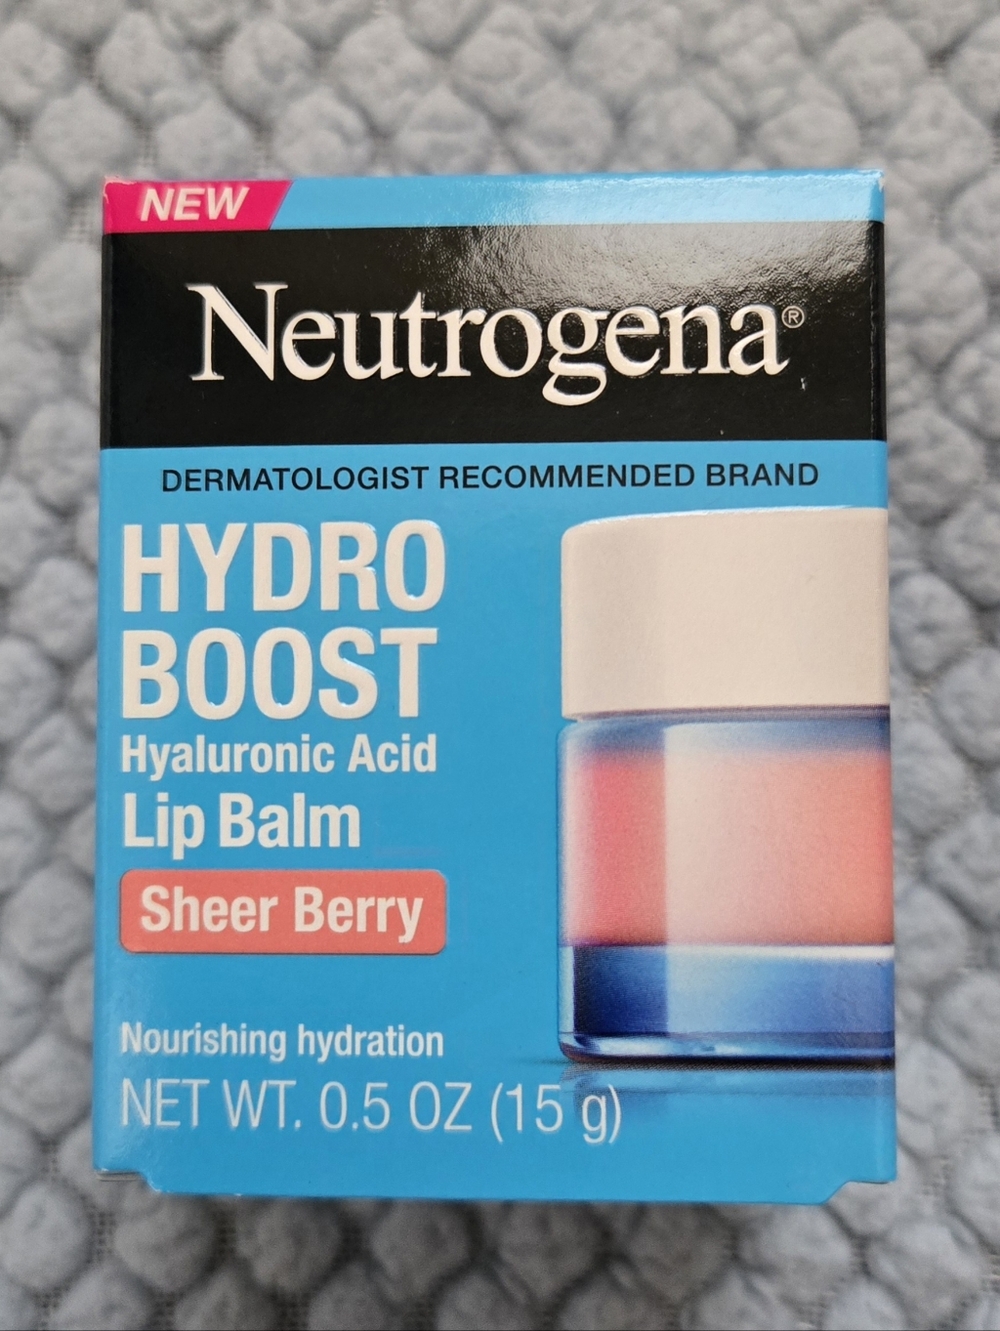 NEW
Neutrogena®
DERMATOLOGIST RECOMMENDED BRAND
HYDRO
BOOST
Hyaluronic Acid
Lip Balm
Sheer Berry
Nourishing hydration
NET WT. 0.5 OZ (15 g)